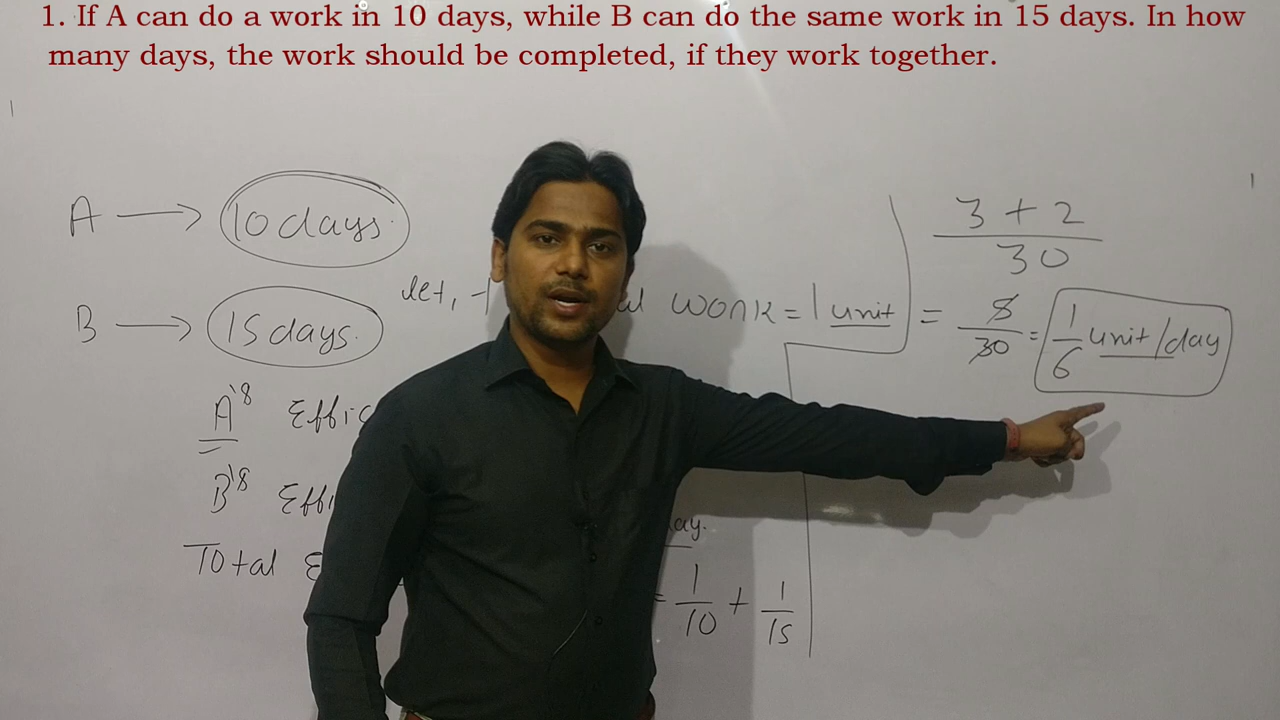 1. If A can do a work in 10 days, while B can do the same work in 15 days. In how
many days, the work should be completed, if they work together.
A → 10 days.
B → 15 days.
let, work = 1 unit
A's
B's
Total
= 1/10 + 1/15
3 + 2 / 30
= 5/30 = 1/6 unit/day